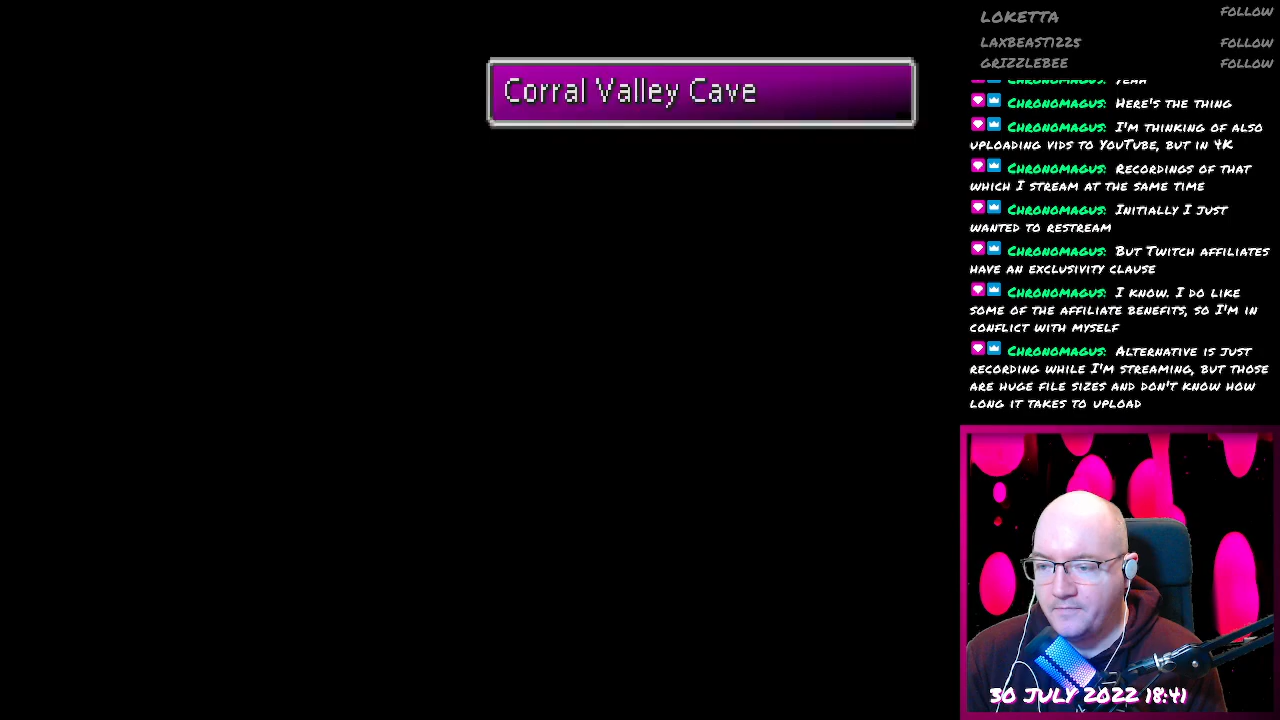 Corral Valley Cave
LOKETTA FOLLOW
LAXBEAST1225 FOLLOW
GRIZZLEBEE FOLLOW
CHRONOMAGUS: YEAH
CHRONOMAGUS: HERE'S THE THING
CHRONOMAGUS: I'M THINKING OF ALSO
UPLOADING VIDS TO YOUTUBE, BUT IN 4K
CHRONOMAGUS: RECORDINGS OF THAT
WHICH I STREAM AT THE SAME TIME
CHRONOMAGUS: INITIALLY I JUST
WANTED TO RESTREAM
CHRONOMAGUS: BUT TWITCH AFFILIATES
HAVE AN EXCLUSIVITY CLAUSE
CHRONOMAGUS: I KNOW. I DO LIKE
SOME OF THE AFFILIATE BENEFITS, SO I'M IN
CONFLICT WITH MYSELF
CHRONOMAGUS: ALTERNATIVE IS JUST
RECORDING WHILE I'M STREAMING, BUT THOSE
ARE HUGE FILE SIZES AND DON'T KNOW HOW
LONG IT TAKES TO UPLOAD
30 JULY 2022 18:41